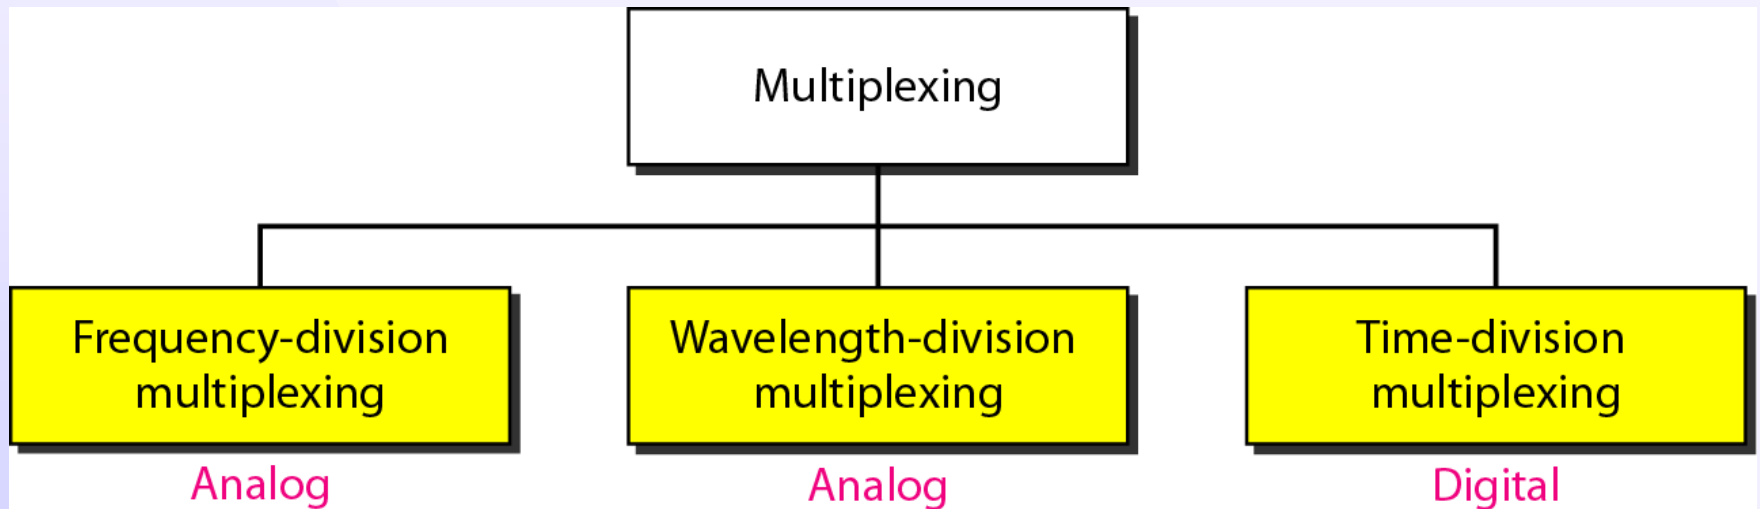 Multiplexing
Frequency-division
multiplexing
Wavelength-division
multiplexing
Time-division
multiplexing
Analog
Analog
Digital